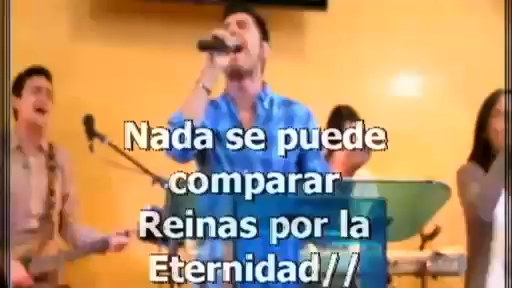 Nada se puede
comparar
Reinas por la
Eternidad//